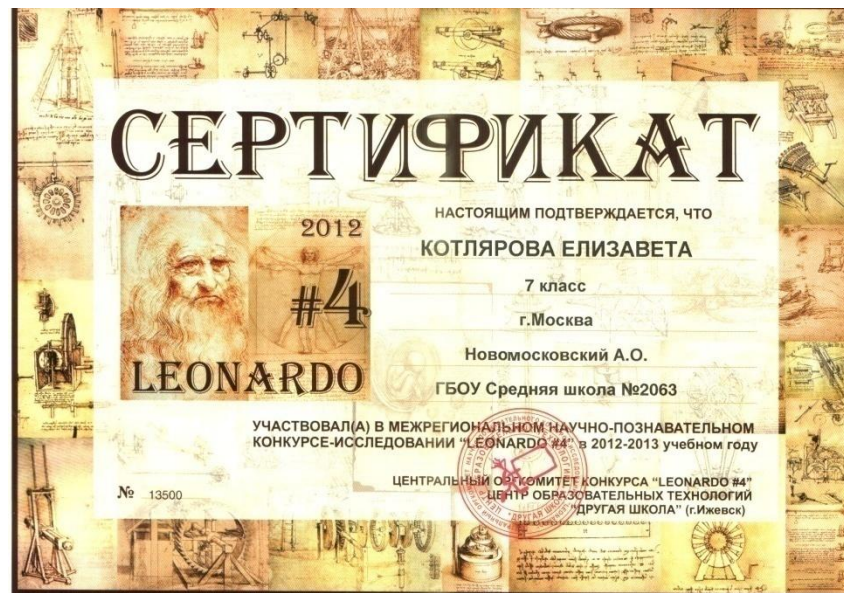 СЕРТИФИКАТ
2012
#4
LEONARDO
НАСТОЯЩИМ ПОДТВЕРЖДАЕТСЯ, ЧТО
КОТЛЯРОВА ЕЛИЗАВЕТА
7 класс
г.Москва
Новомосковский А.О.
ГБОУ Средняя школа №2063
УЧАСТВОВАЛ(А) В МЕЖРЕГИОНАЛЬНОМ НАУЧНО-ПОЗНАВАТЕЛЬНОМ
КОНКУРСЕ-ИССЛЕДОВАНИИ "LEONARDO #4" в 2012-2013 учебном году
№ 13500
ЦЕНТРАЛЬНЫЙ ОРГКОМИТЕТ КОНКУРСА "LEONARDO #4"
ЦЕНТР ОБРАЗОВАТЕЛЬНЫХ ТЕХНОЛОГИЙ
"ДРУГАЯ ШКОЛА" (г.Ижевск)